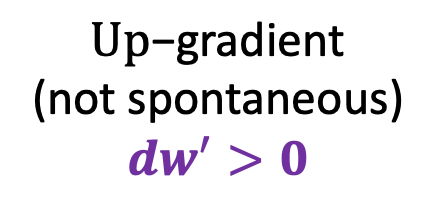 Up−gradient
(not spontaneous)
dw′ > 0